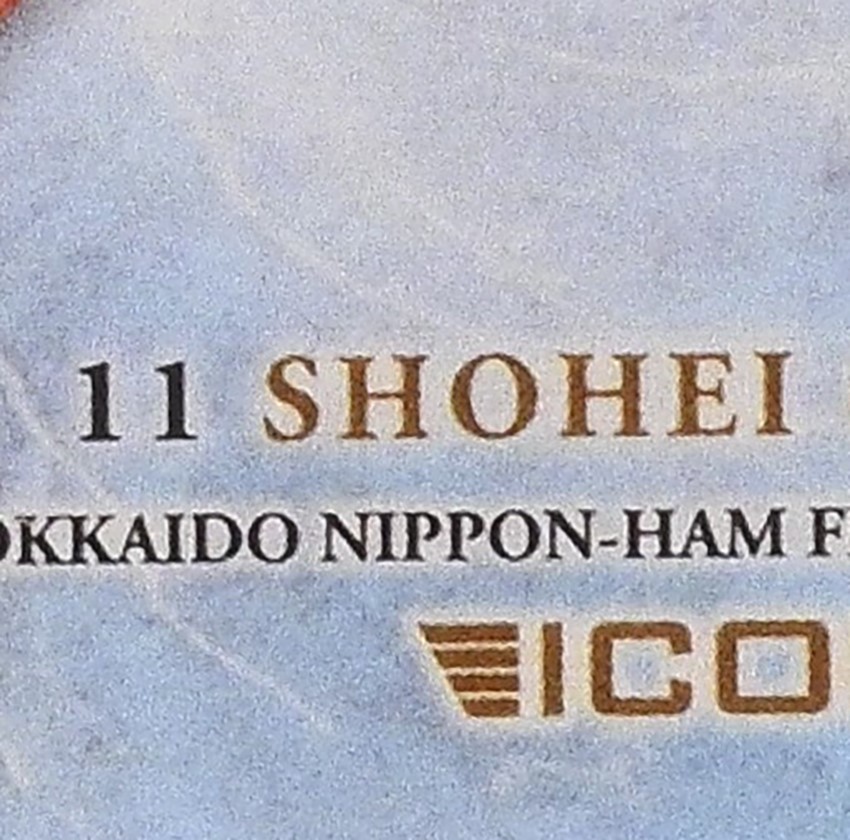 11 SHOHEI
OKKAIDO NIPPON-HAM F
ICO